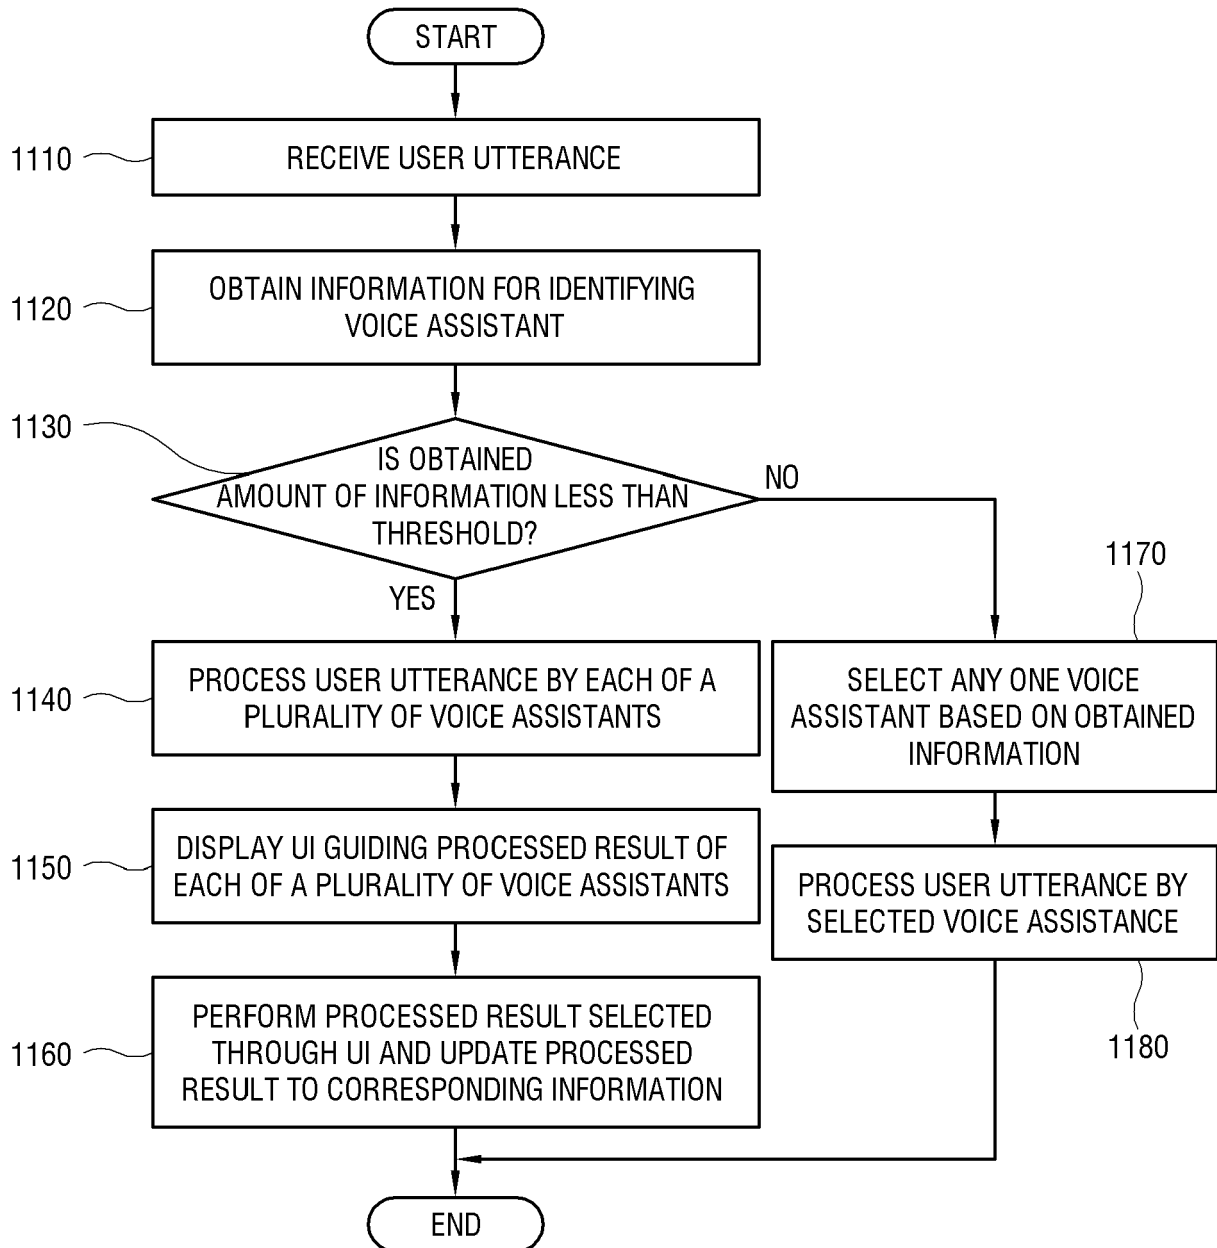 START
1110
RECEIVE USER UTTERANCE
1120
OBTAIN INFORMATION FOR IDENTIFYING
VOICE ASSISTANT
1130
IS OBTAINED
AMOUNT OF INFORMATION LESS THAN
THRESHOLD?
NO
YES
1140
PROCESS USER UTTERANCE BY EACH OF A
PLURALITY OF VOICE ASSISTANTS
1150
DISPLAY UI GUIDING PROCESSED RESULT OF
EACH OF A PLURALITY OF VOICE ASSISTANTS
1160
PERFORM PROCESSED RESULT SELECTED
THROUGH UI AND UPDATE PROCESSED
RESULT TO CORRESPONDING INFORMATION
1170
SELECT ANY ONE VOICE
ASSISTANT BASED ON OBTAINED
INFORMATION
PROCESS USER UTTERANCE BY
SELECTED VOICE ASSISTANCE
1180
END